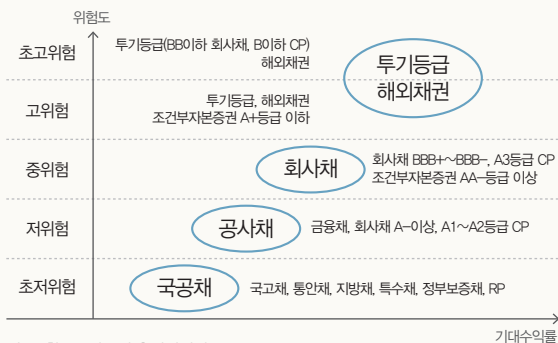 위험도
초고위험
투기등급(BB이하 회사채, B이하 CP)
해외채권
투기등급
해외채권
고위험
투기등급, 해외채권
조건부자본증권 A+등급 이하
중위험
회사채
회사채 BBB+~BBB-, A3등급 CP
조건부자본증권 AA-등급 이상
저위험
공사채
금융채, 회사채 A-이상, A1~A2등급 CP
초저위험
국공채
국고채, 통안채, 지방채, 특수채, 정부보증채, RP
기대수익률